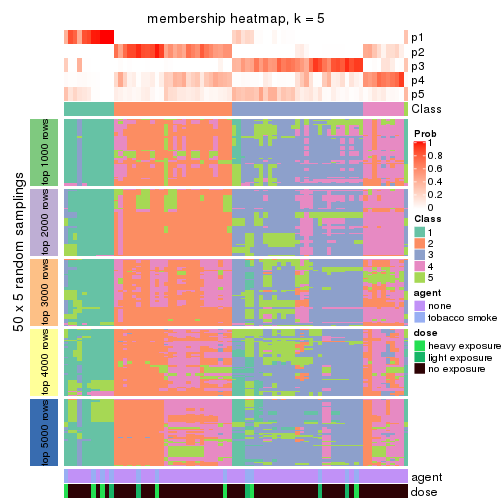 membership heatmap, k = 5
p1
p2
p3
p4
p5
Class
50 x 5 random samplings
top 1000 rows
top 2000 rows
top 3000 rows
top 4000 rows
top 5000 rows
agent
dose
Prob
1
0.8
0.6
0.4
0.2
0
Class
1
2
3
4
5
agent
none
tobacco smoke
dose
heavy exposure
light exposure
no exposure